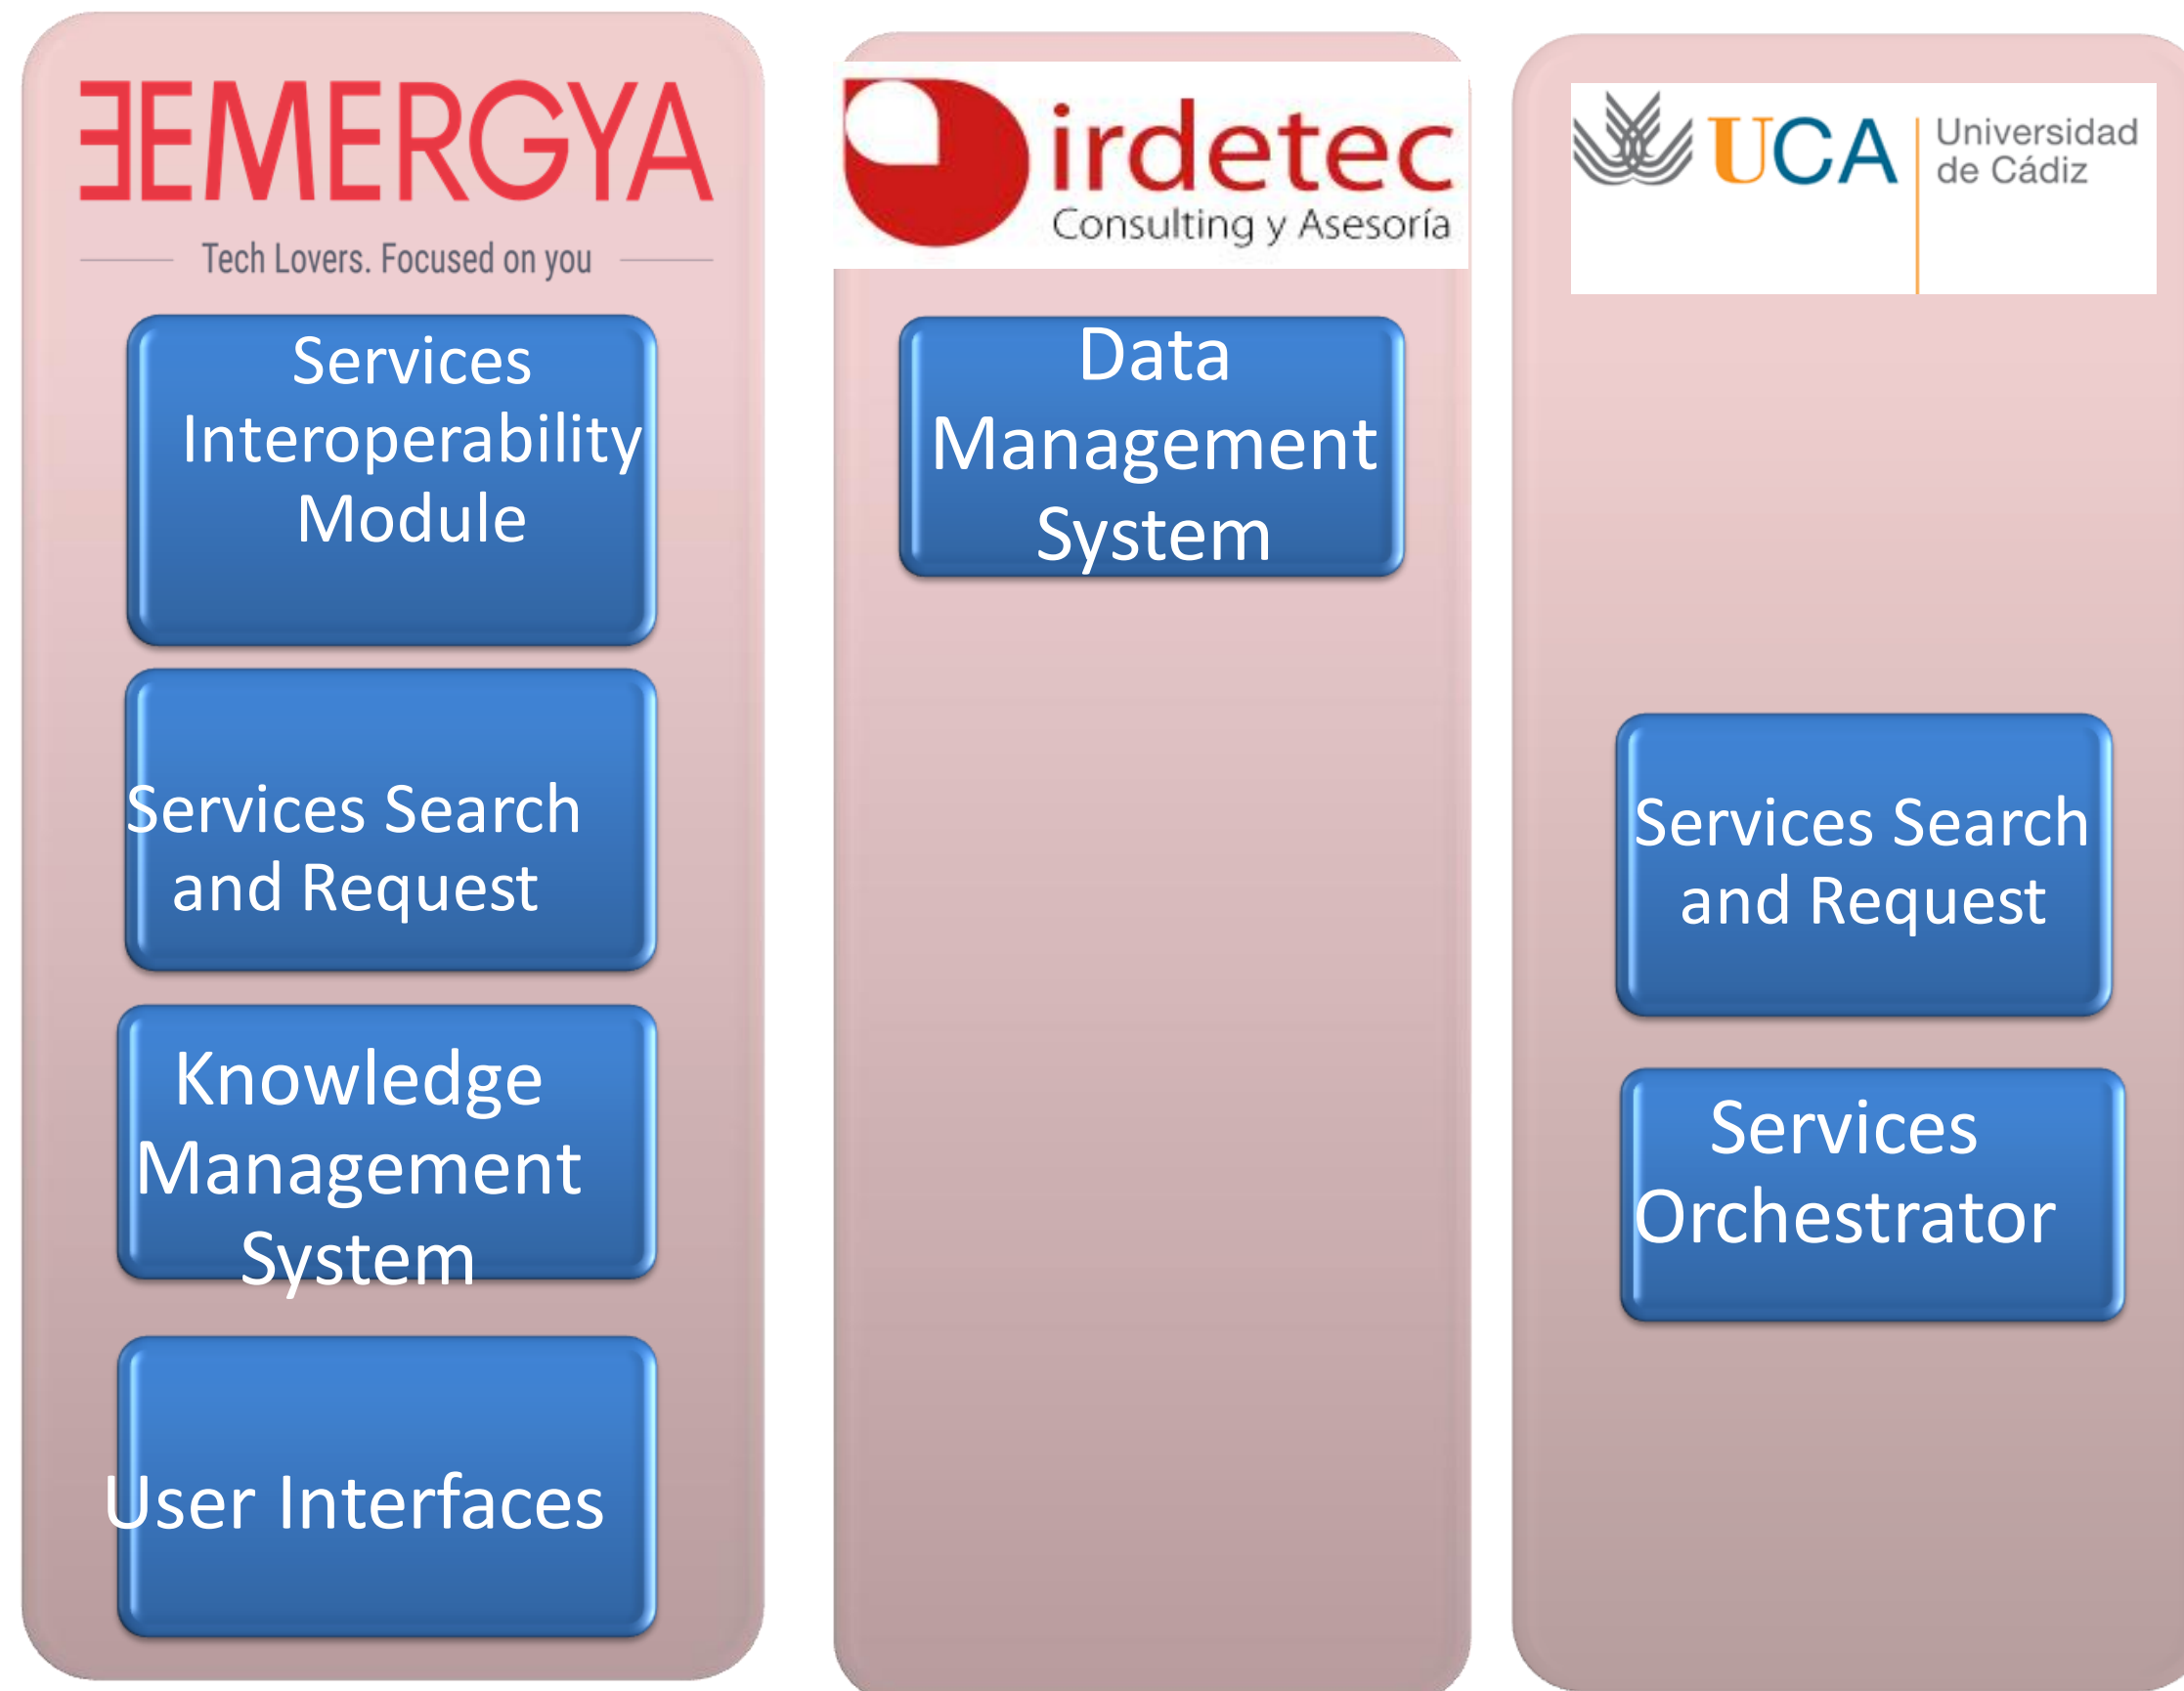 EMERGYA
Tech Lovers. Focused on you
Services
Interoperability
Module
Services Search
and Request
Knowledge
Management
System
User Interfaces
irdetec
Consulting y Asesoría
Data
Management
System
UCA
Universidad
de Cádiz
Services Search
and Request
Services
Orchestrator